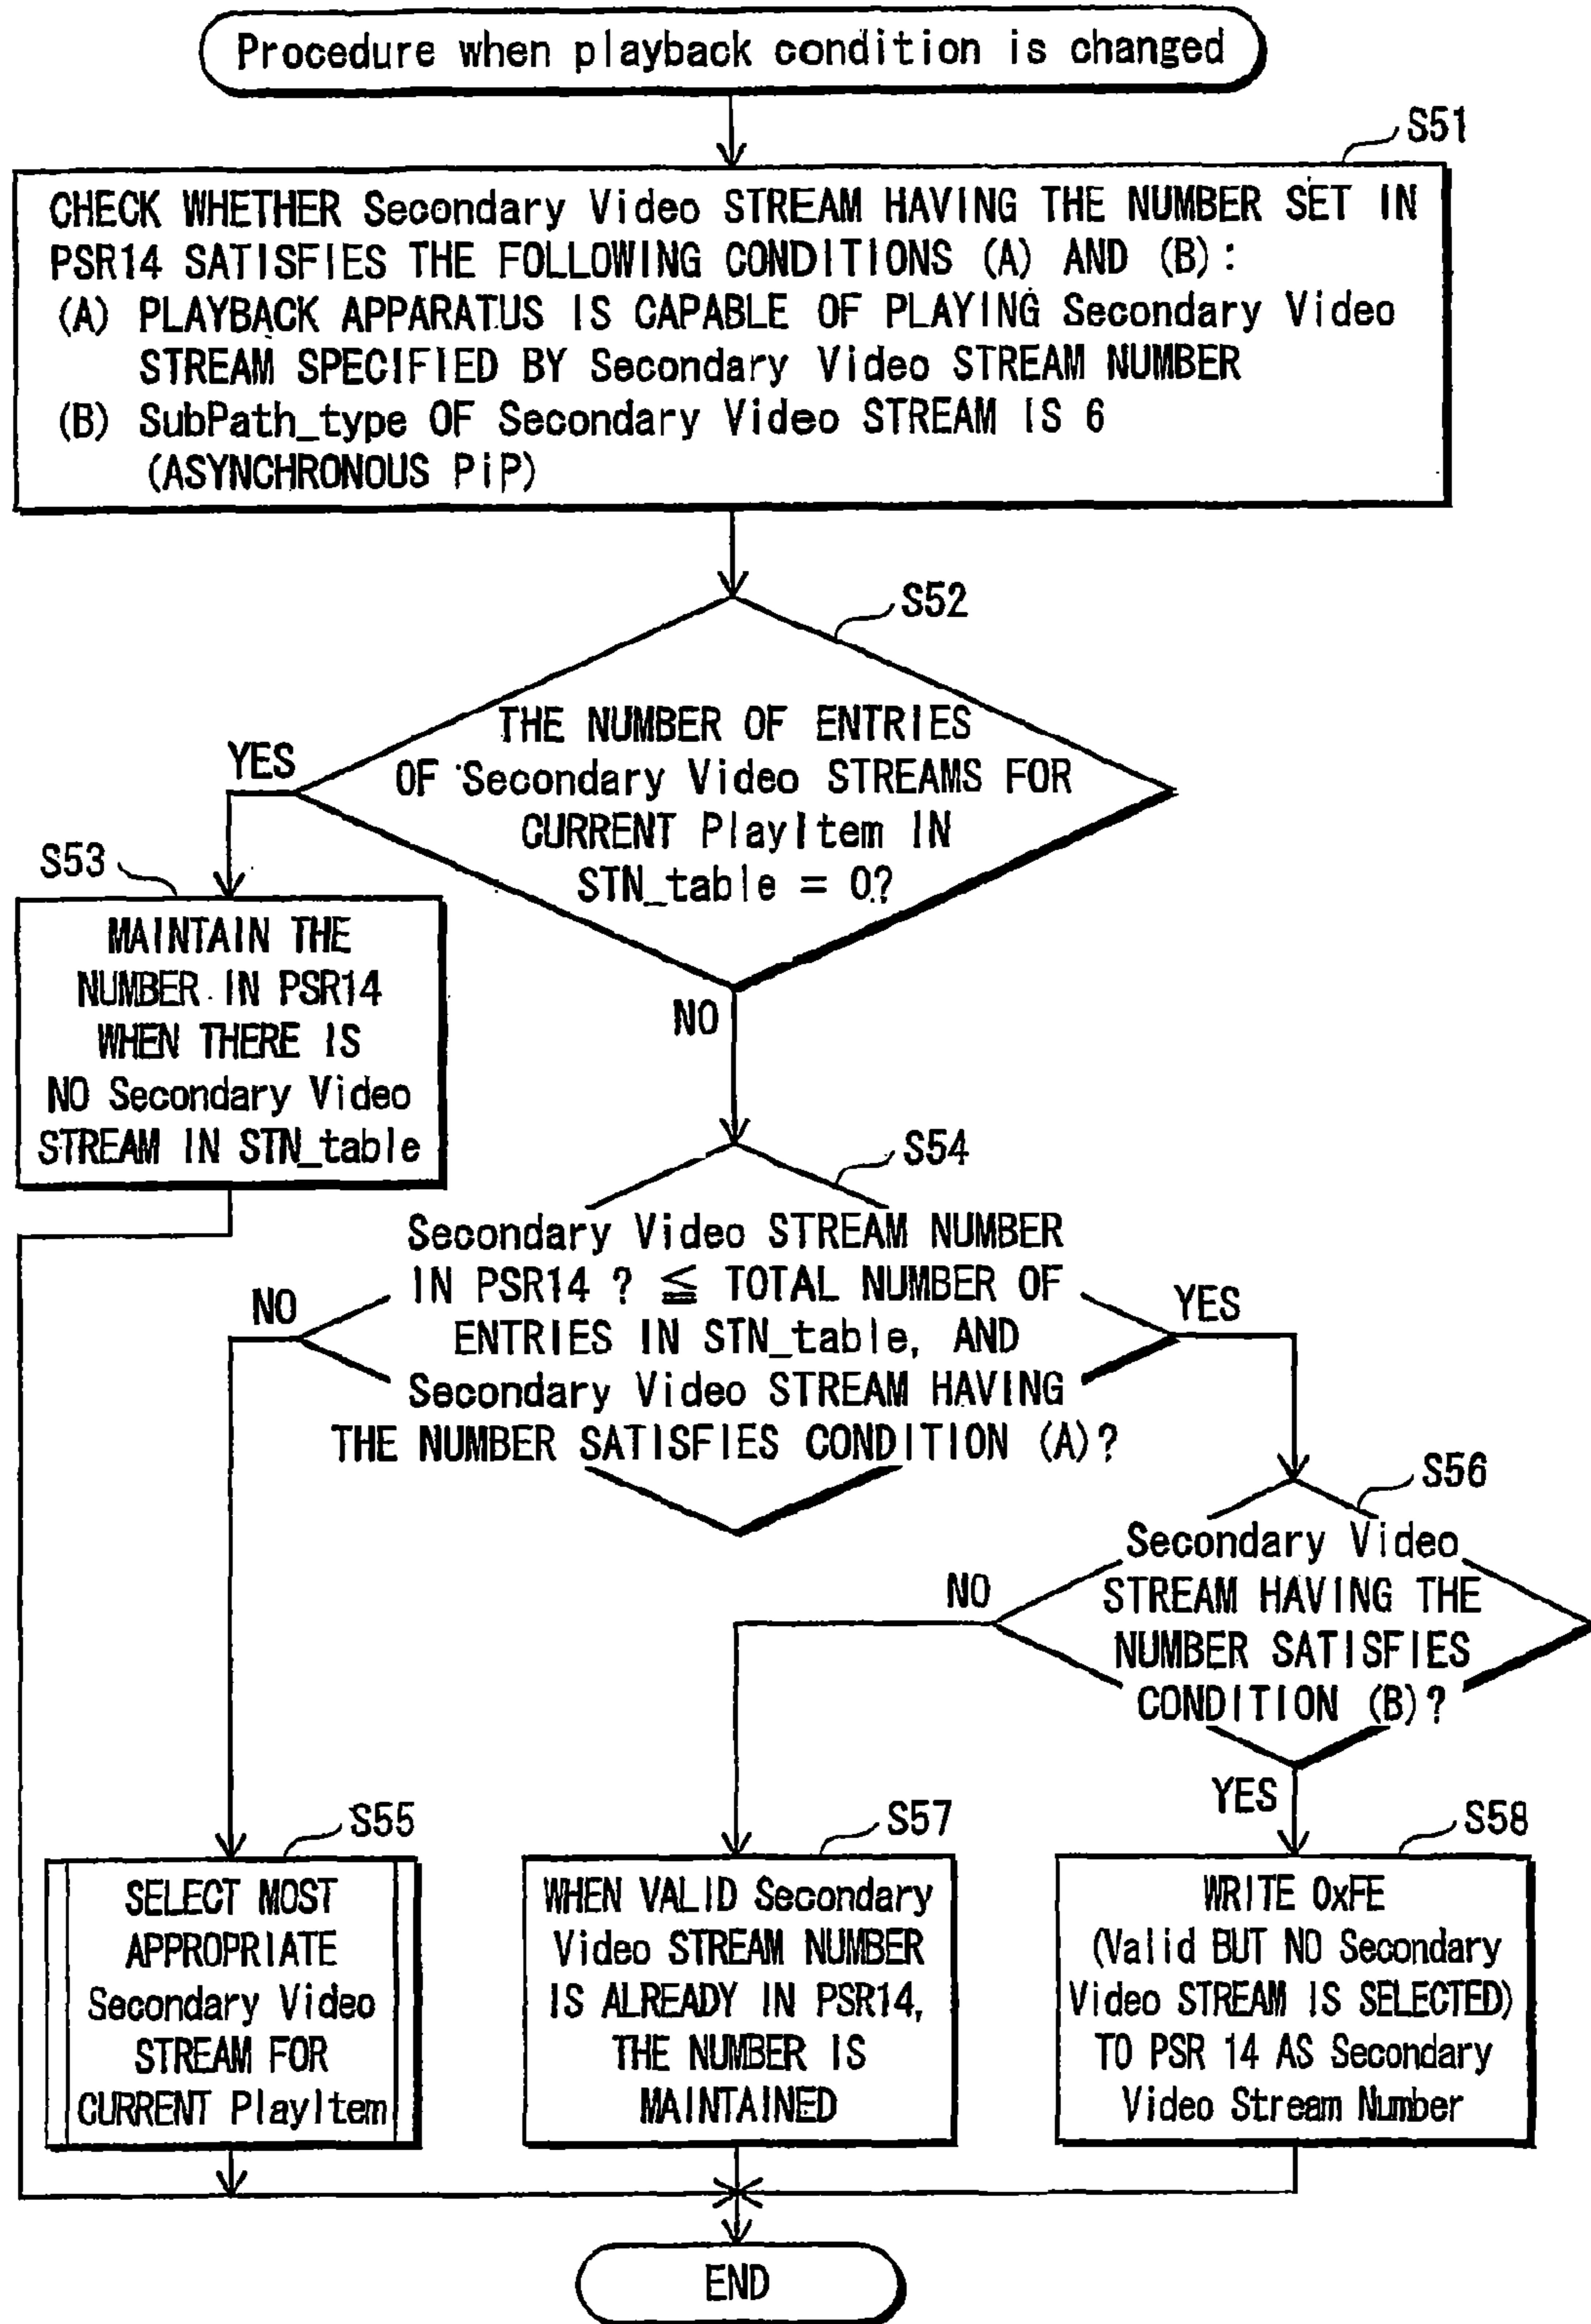 Procedure when playback condition is changed
S51
CHECK WHETHER Secondary Video STREAM HAVING THE NUMBER SET IN
PSR14 SATISFIES THE FOLLOWING CONDITIONS (A) AND (B):
(A) PLAYBACK APPARATUS IS CAPABLE OF PLAYING Secondary Video
STREAM SPECIFIED BY Secondary Video STREAM NUMBER
(B) SubPath_type OF Secondary Video STREAM IS 6
(ASYNCHRONOUS PiP)
S52
THE NUMBER OF ENTRIES
OF Secondary Video STREAMS FOR
CURRENT PlayItem IN
STN_table = 0?
YES
NO
S53
MAINTAIN THE
NUMBER IN PSR14
WHEN THERE IS
NO Secondary Video
STREAM IN STN_table
S54
Secondary Video STREAM NUMBER
IN PSR14 ? ≦ TOTAL NUMBER OF
ENTRIES IN STN_table, AND
Secondary Video STREAM HAVING
THE NUMBER SATISFIES CONDITION (A)?
NO
YES
S56
Secondary Video
STREAM HAVING THE
NUMBER SATISFIES
CONDITION (B)?
NO
YES
S55
SELECT MOST
APPROPRIATE
Secondary Video
STREAM FOR
CURRENT PlayItem
S57
WHEN VALID Secondary
Video STREAM NUMBER
IS ALREADY IN PSR14,
THE NUMBER IS
MAINTAINED
S58
WRITE 0xFE
(Valid BUT NO Secondary
Video STREAM IS SELECTED)
TO PSR 14 AS Secondary
Video Stream Number
END